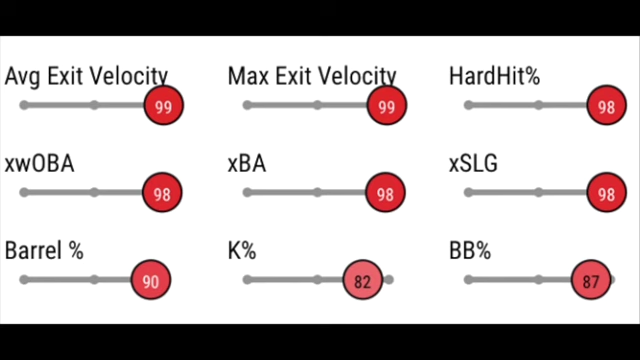 Avg Exit Velocity Max Exit Velocity HardHit%
99 99 98
xwOBA xBA xSLG
98 98 98
Barrel % K% BB%
90 82 87